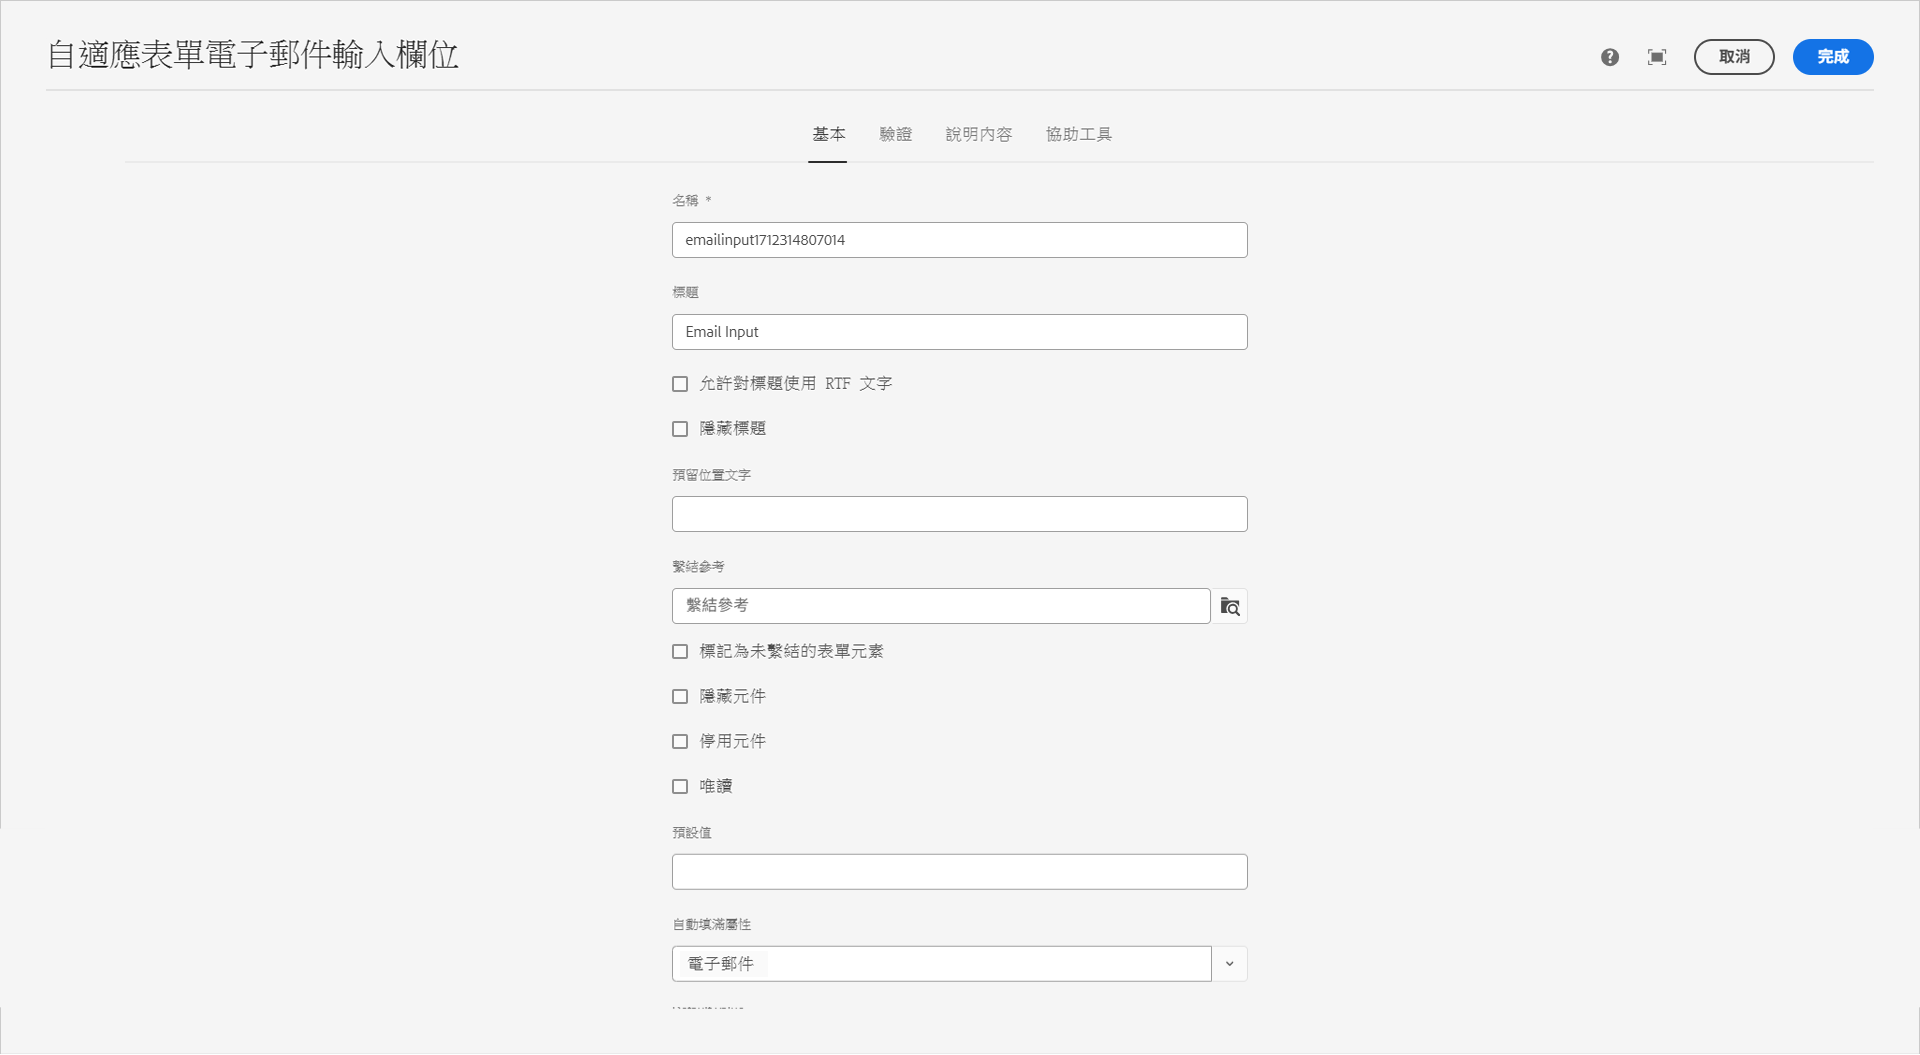 自適應表單電子郵件輸入欄位
取消
完成
基本 驗證 說明內容 協助工具
名稱 *
emailinput1712314807014
標題
Email Input
允許對標題使用 RTF 文字
隱藏標題
預留位置文字
繫結參考
繫結參考
標記為未繫結的表單元素
隱藏元件
停用元件
唯讀
預設值
自動填滿屬性
電子郵件